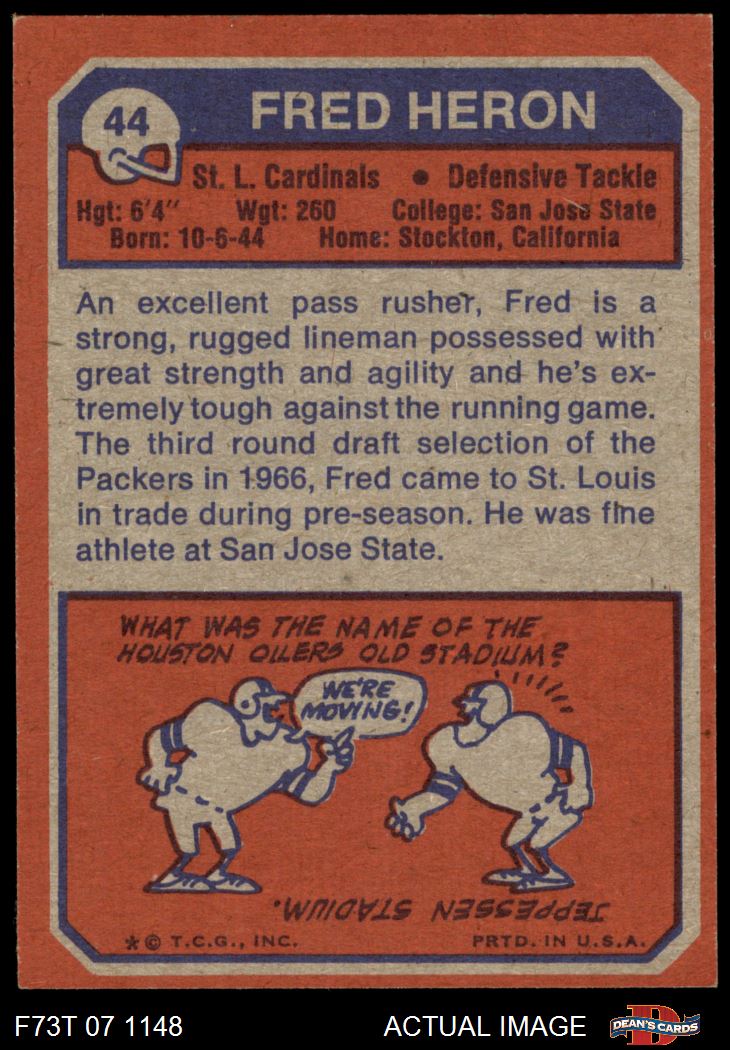 44
FRED HERON
St. L. Cardinals • Defensive Tackle
Hgt: 6'4" Wgt: 260 College: San Jose State
Born: 10-6-44 Home: Stockton, California
An excellent pass rusher, Fred is a
strong, rugged lineman possessed with
great strength and agility and he's ex-
tremely tough against the running game.
The third round draft selection of the
Packers in 1966, Fred came to St. Louis
in trade during pre-season. He was fine
athlete at San Jose State.
WHAT WAS THE NAME OF THE
HOUSTON OILERS OLD STADIUM?
WE'RE
MOVING!
JEPPESSEN
STADIUM.
* © T.C.G., INC. PRTD. IN U.S.A.
F73T 07 1148 ACTUAL IMAGE
D
DEAN'S CARDS